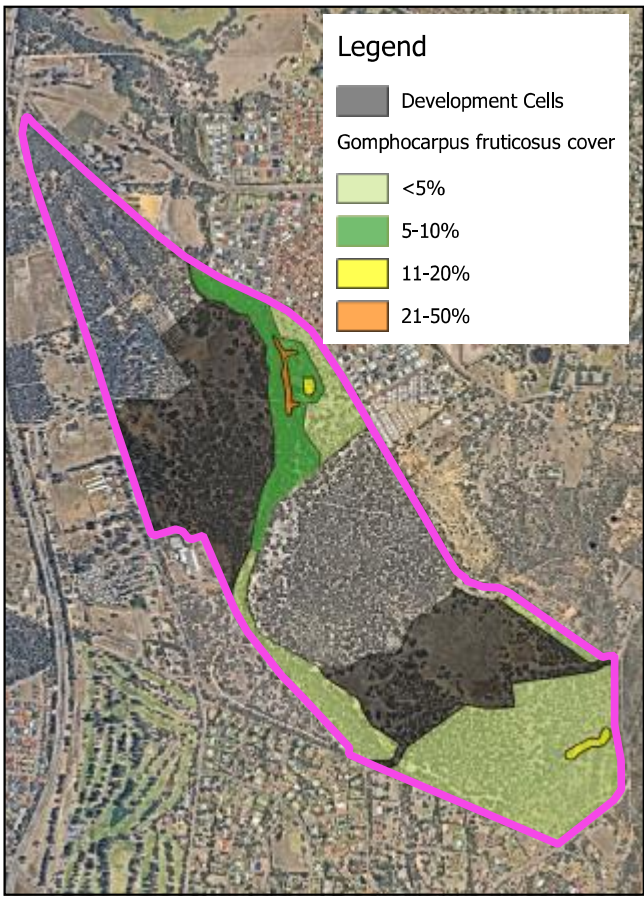 Legend
Development Cells
Gomphocarpus fruticosus cover
<5%
5-10%
11-20%
21-50%